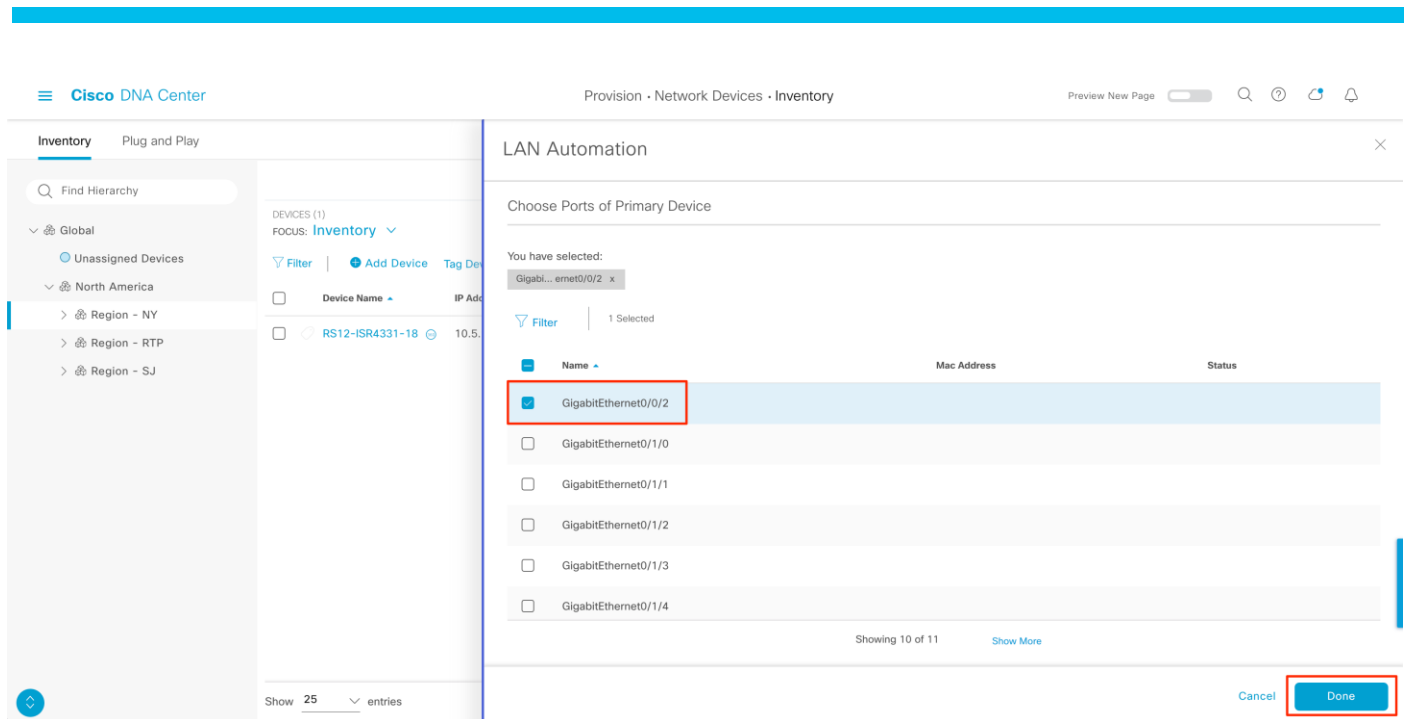 Cisco DNA Center
Provision · Network Devices · Inventory
Preview New Page
Inventory Plug and Play
Find Hierarchy
Global
Unassigned Devices
North America
Region - NY
Region - RTP
Region - SJ
DEVICES (1)
FOCUS: Inventory
Filter Add Device Tag Dev
Device Name IP Add
RS12-ISR4331-18 10.5.
Show 25 entries
LAN Automation
Choose Ports of Primary Device
You have selected:
Gigabi... ernet0/0/2 x
Filter 1 Selected
Name Mac Address Status
GigabitEthernet0/0/2
GigabitEthernet0/1/0
GigabitEthernet0/1/1
GigabitEthernet0/1/2
GigabitEthernet0/1/3
GigabitEthernet0/1/4
Showing 10 of 11 Show More
Cancel Done